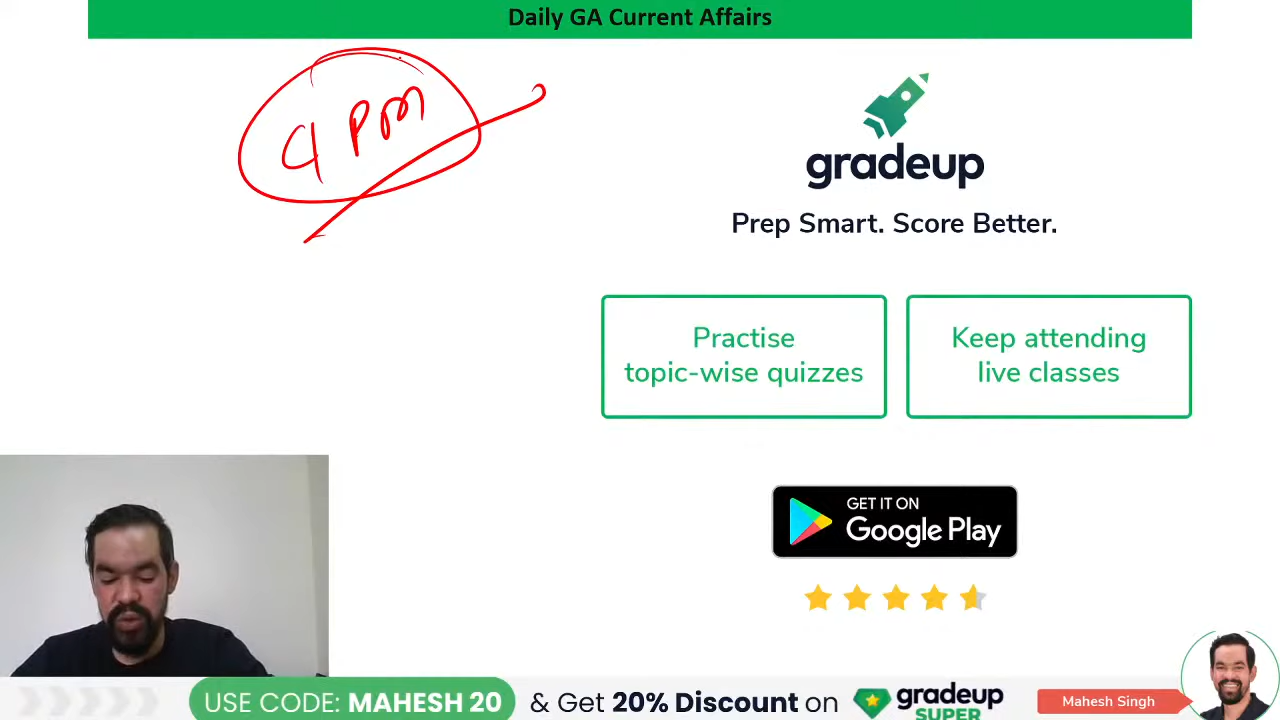 Daily GA Current Affairs
4 PM
gradeup
Prep Smart. Score Better.
Practise
topic-wise quizzes
Keep attending
live classes
GET IT ON
Google Play
USE CODE: MAHESH 20 & Get 20% Discount on gradeup SUPER
Mahesh Singh